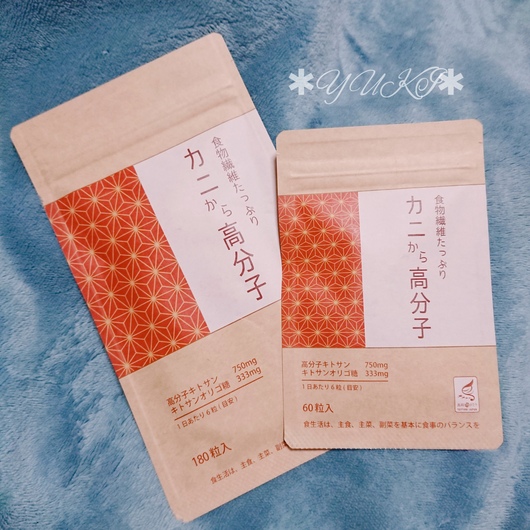 ✱YUKI✱
食物繊維たっぷり
カニから高分子
高分子キトサン 750mg
キトサンオリゴ糖 333mg
1日あたり6粒(目安)
180粒入
食生活は、主食、主菜、副菜
食物繊維たっぷり
カニから高分子
高分子キトサン 750mg
キトサンオリゴ糖 333mg
1日あたり6粒(目安)
60粒入
食生活は、主食、主菜、副菜を基本に食事のバランスを